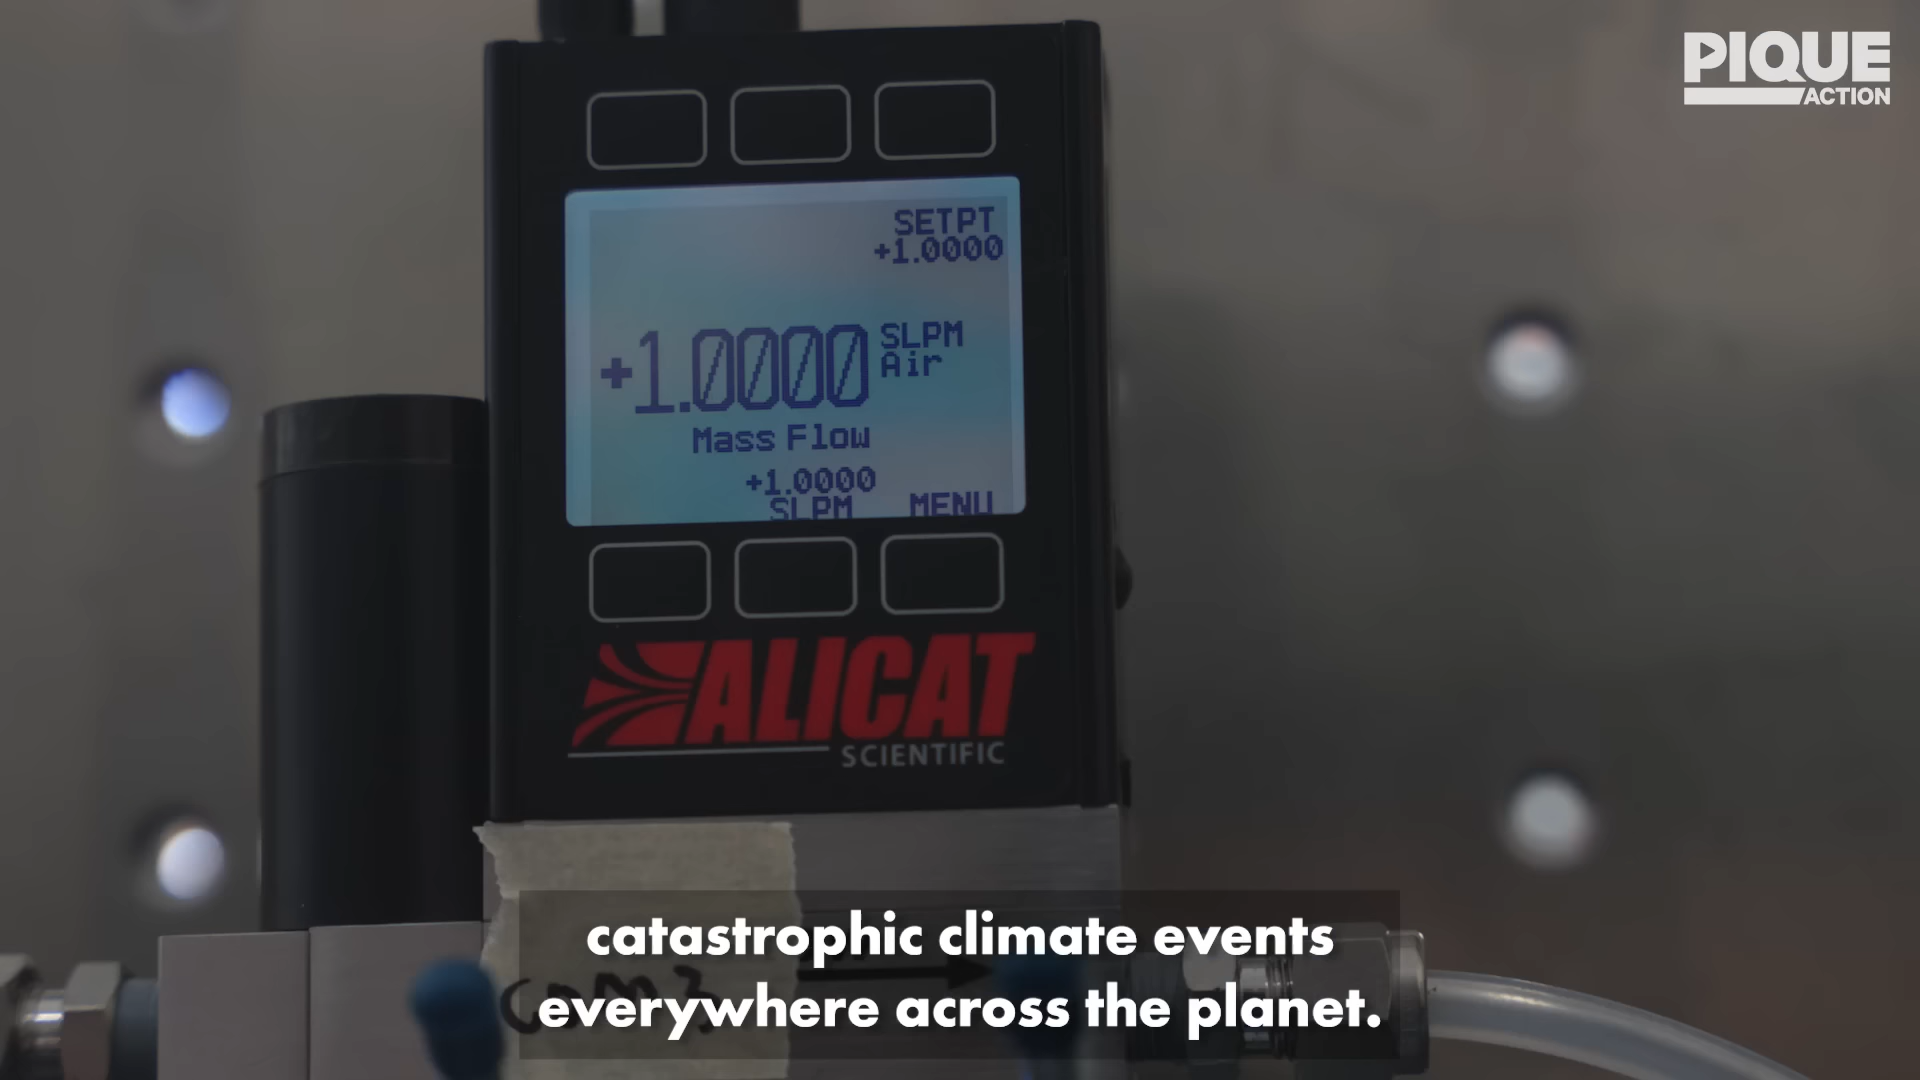 PIQUE
ACTION
SETPT
+1.0000
+1.0000 SLPM
Air
Mass Flow
+1.0000
SLPM MENU
ALICAT
SCIENTIFIC
catastrophic climate events
everywhere across the planet.